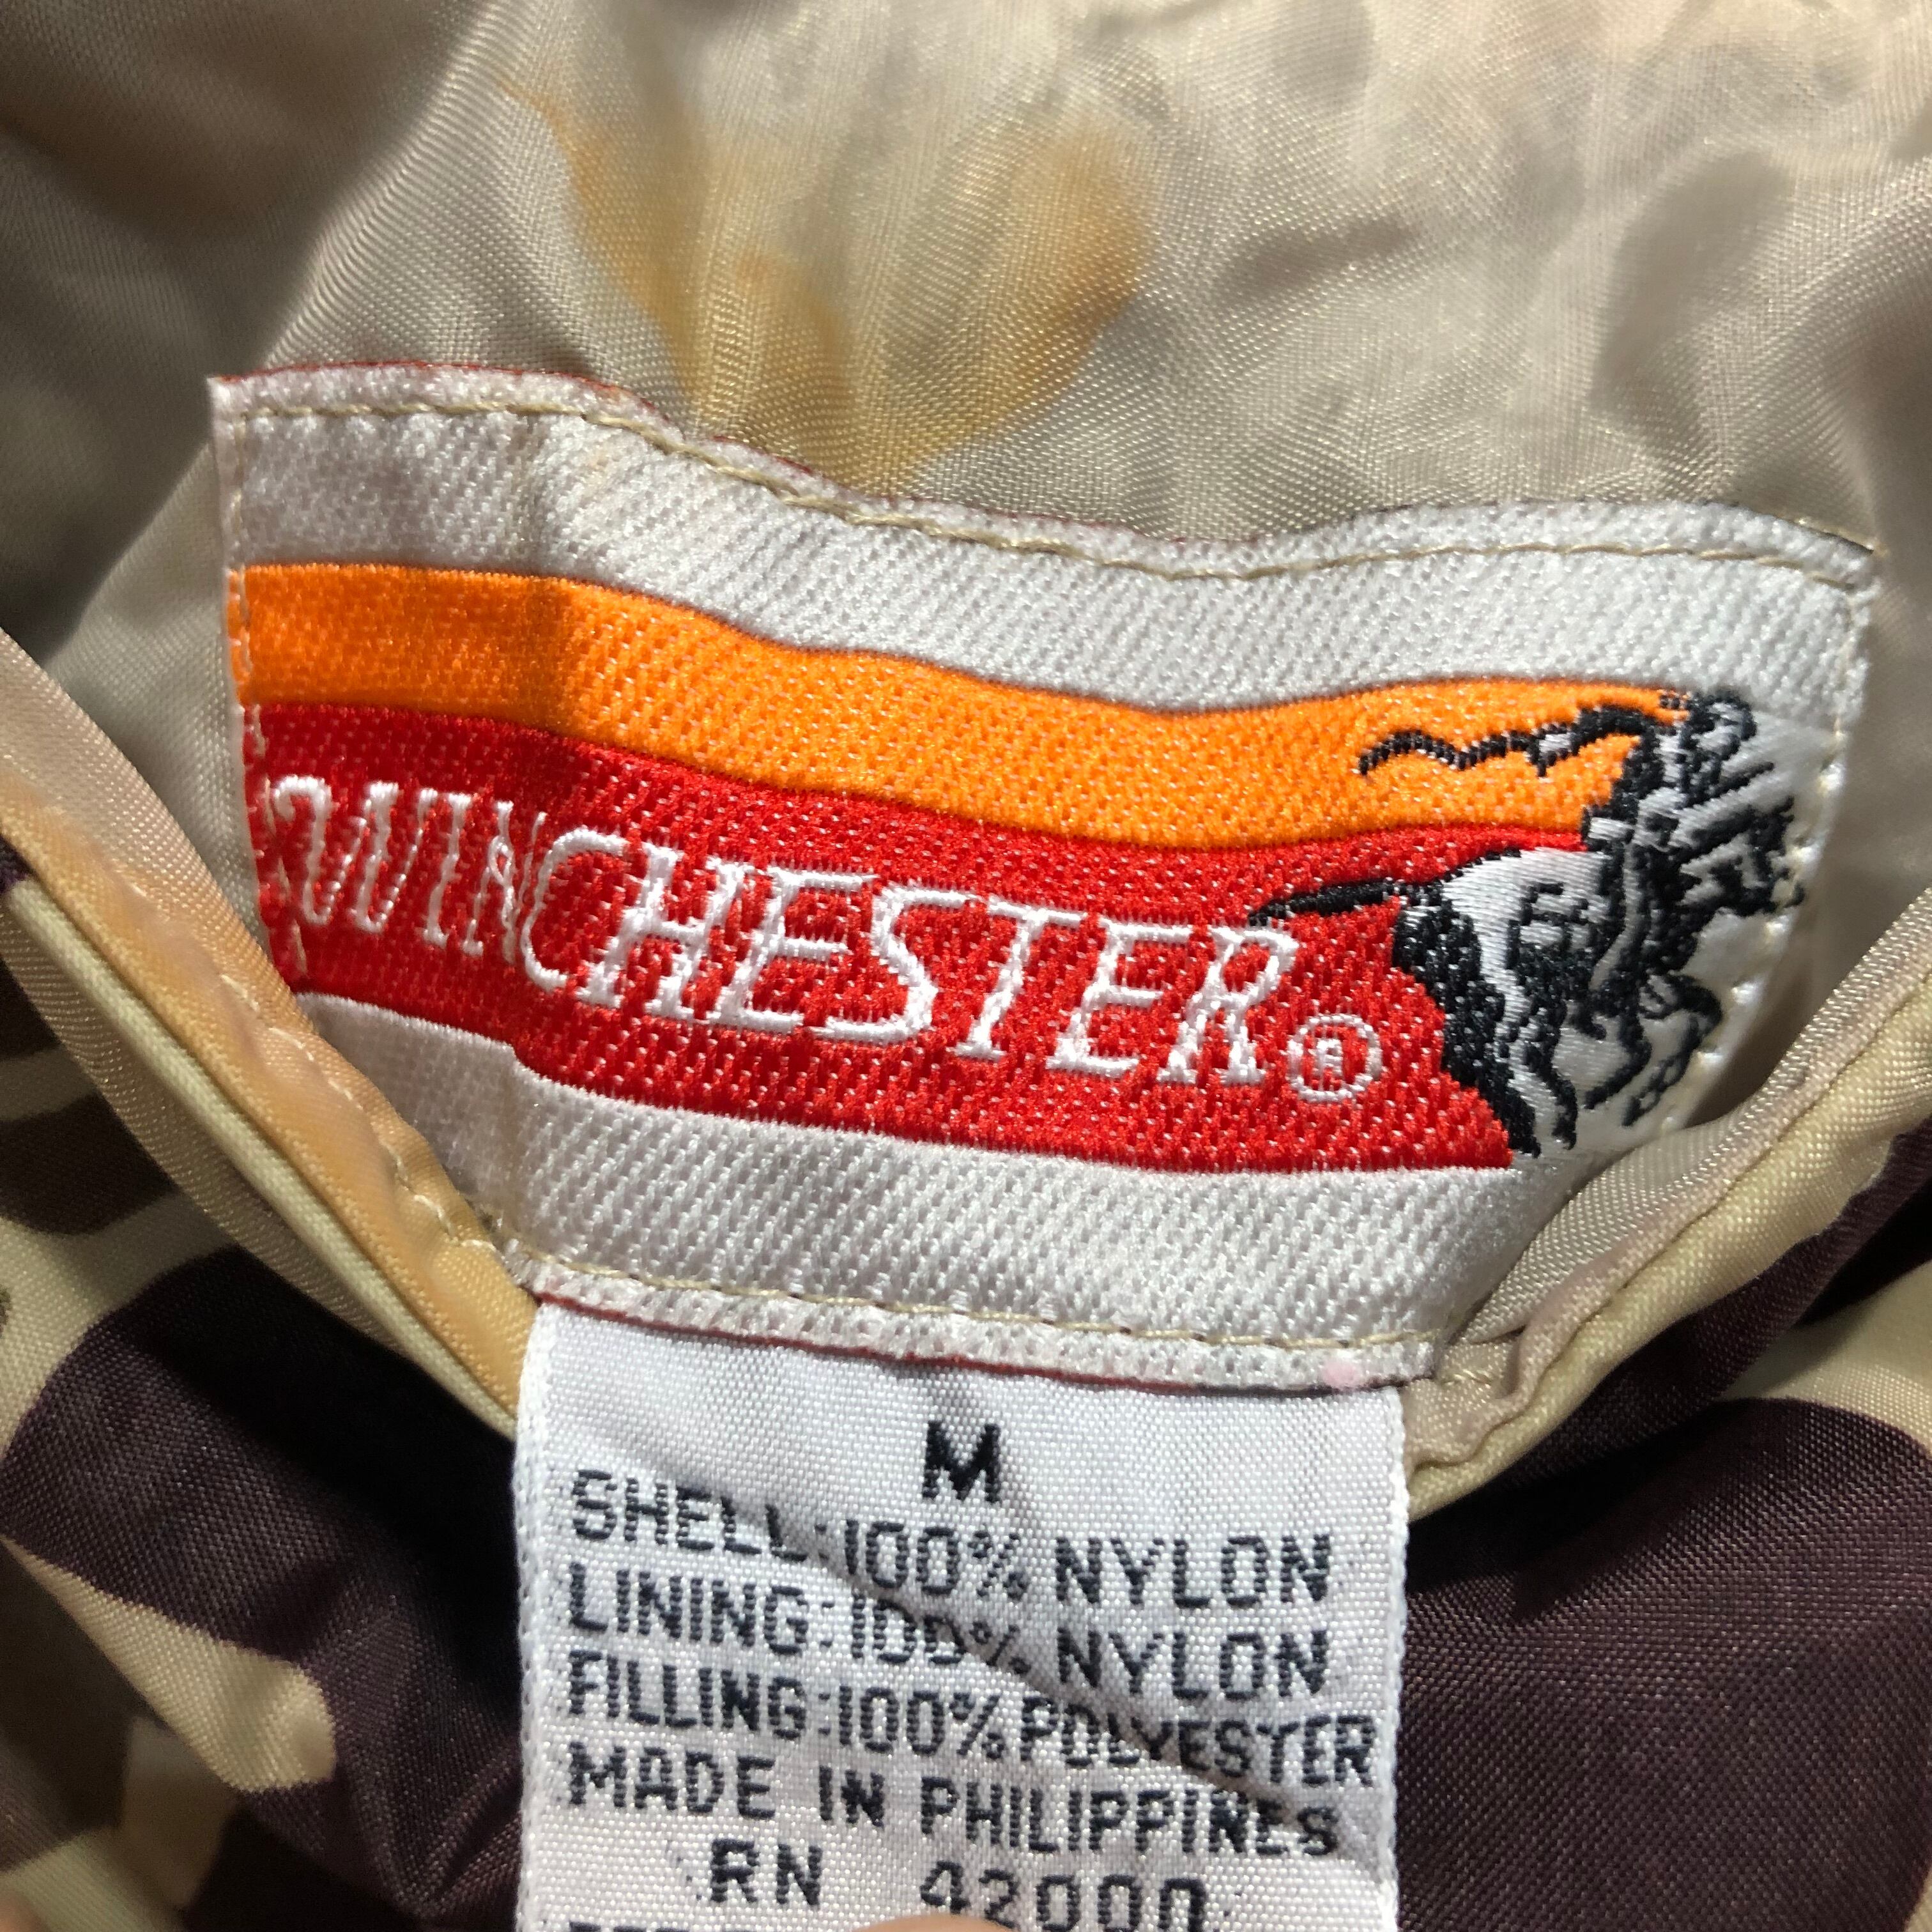 WINCHESTER®
M
SHELL:100% NYLON
LINING:100% NYLON
FILLING:100% POLYESTER
MADE IN PHILIPPINES
RN 42000